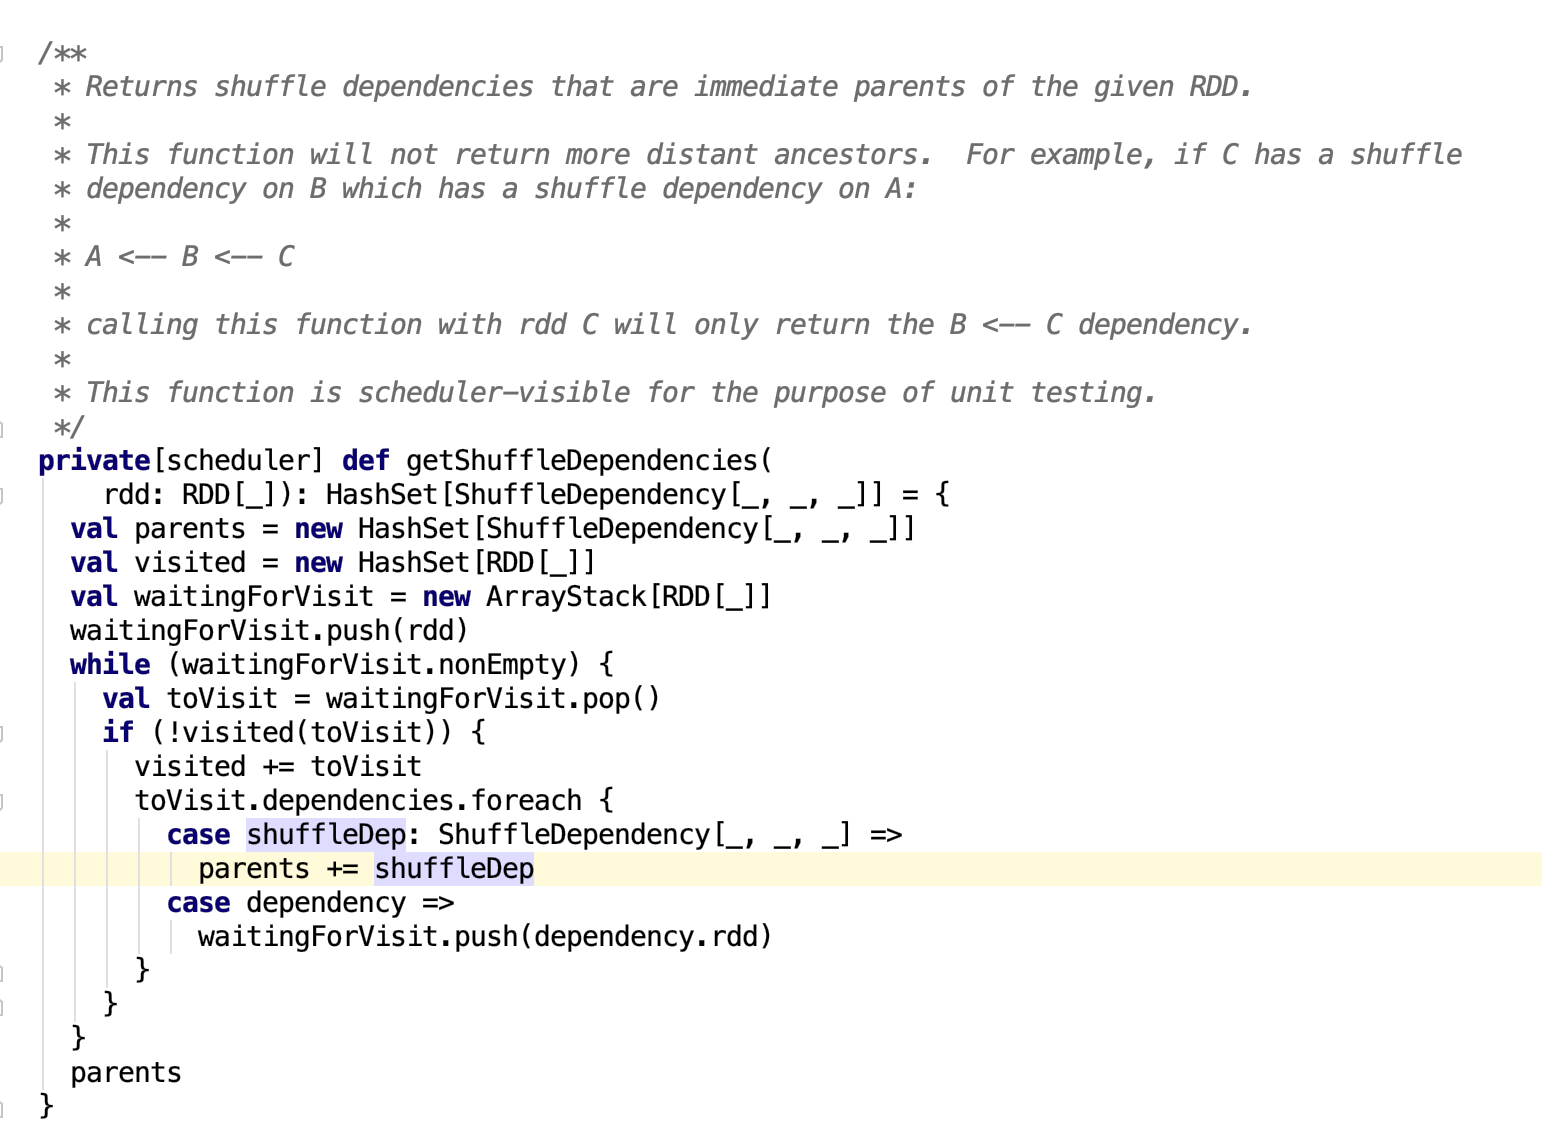 /**
 * Returns shuffle dependencies that are immediate parents of the given RDD.
 *
 * This function will not return more distant ancestors.  For example, if C has a shuffle
 * dependency on B which has a shuffle dependency on A:
 *
 * A <-- B <-- C
 *
 * calling this function with rdd C will only return the B <-- C dependency.
 *
 * This function is scheduler-visible for the purpose of unit testing.
 */
private[scheduler] def getShuffleDependencies(
    rdd: RDD[_]): HashSet[ShuffleDependency[_, _, _]] = {
  val parents = new HashSet[ShuffleDependency[_, _, _]]
  val visited = new HashSet[RDD[_]]
  val waitingForVisit = new ArrayStack[RDD[_]]
  waitingForVisit.push(rdd)
  while (waitingForVisit.nonEmpty) {
    val toVisit = waitingForVisit.pop()
    if (!visited(toVisit)) {
      visited += toVisit
      toVisit.dependencies.foreach {
        case shuffleDep: ShuffleDependency[_, _, _] =>
          parents += shuffleDep
        case dependency =>
          waitingForVisit.push(dependency.rdd)
      }
    }
  }
  parents
}